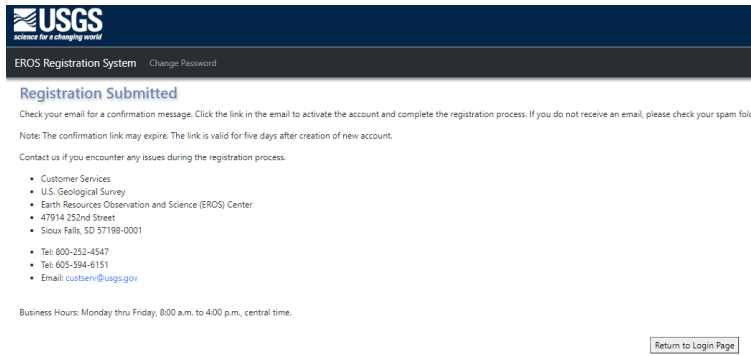 USGS
science for a changing world
EROS Registration System Change Password
Registration Submitted
Check your email for a confirmation message. Click the link in the email to activate the account and complete the registration process. If you do not receive an email, please check your spam
Note: The confirmation link may expire. The link is valid for five days after creation of new account.
Contact us if you encounter any issues during the registration process.
• Customer Services
• U.S. Geological Survey
• Earth Resources Observation and Science (EROS) Center
• 47914 252nd Street
• Sioux Falls, SD 57198-0001
• Tel: 800-252-4547
• Tel: 605-594-6151
• Email: custserv@usgs.gov
Business Hours: Monday thru Friday, 8:00 a.m. to 4:00 p.m., central time.
Return to Login Page